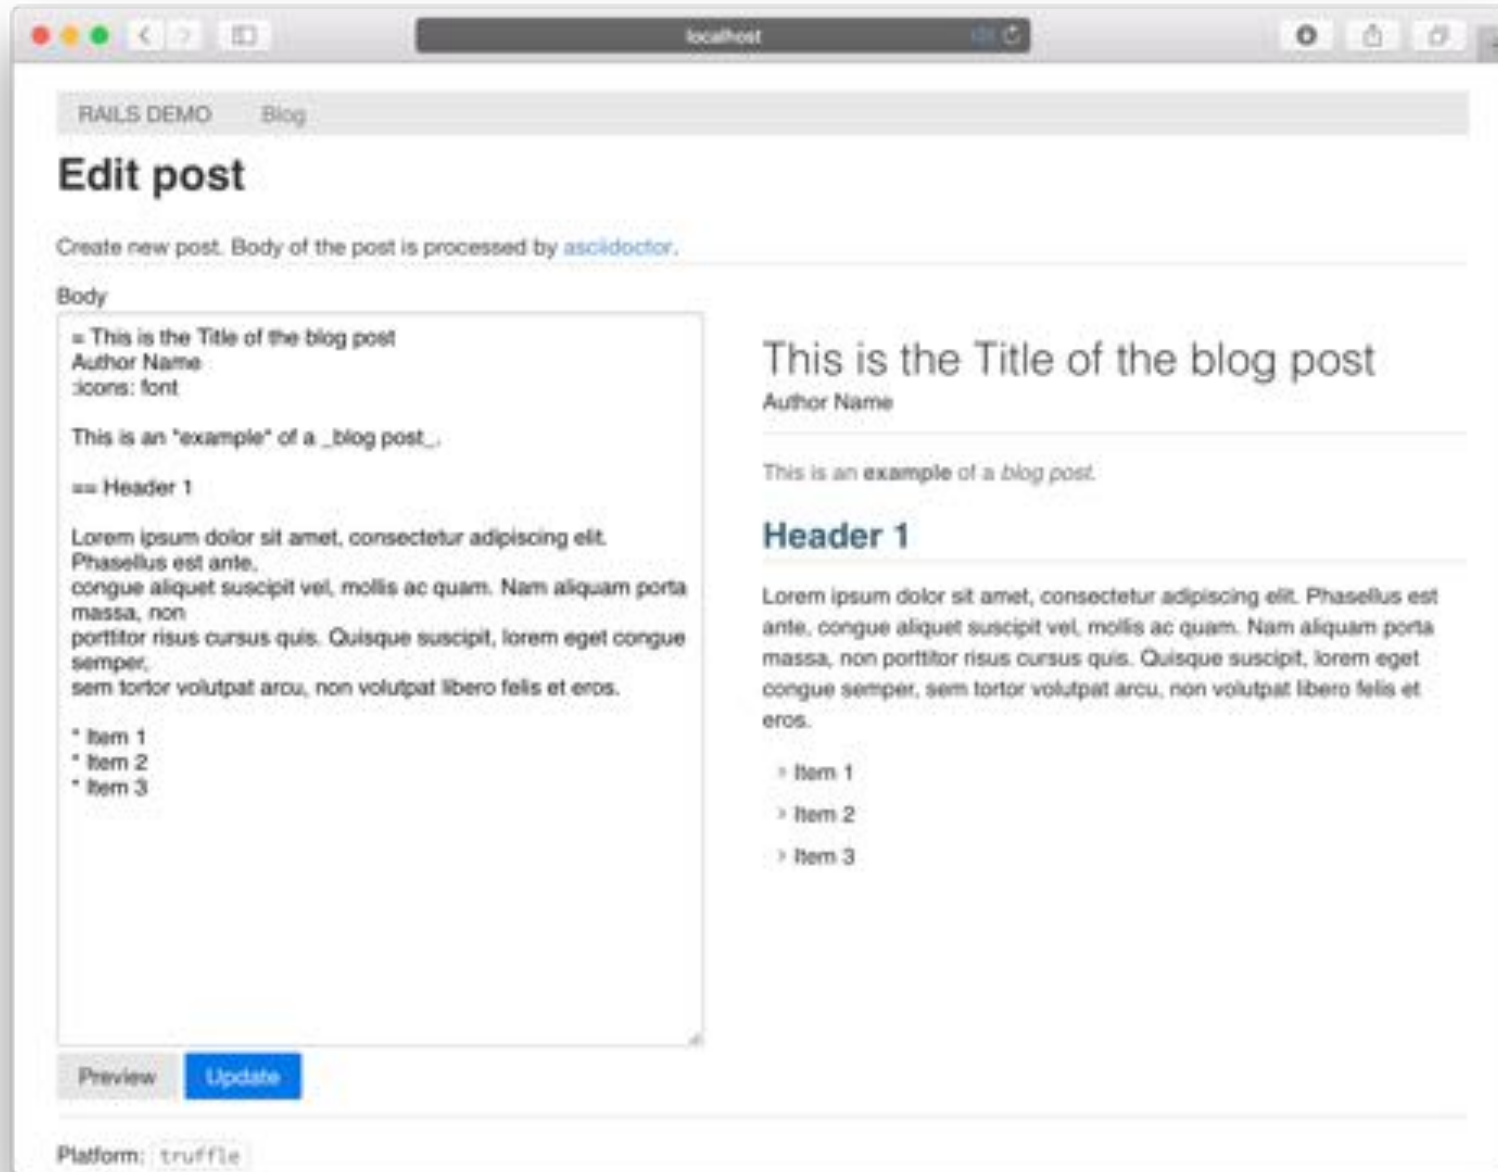 localhost
RAILS DEMO Blog
Edit post
Create new post. Body of the post is processed by asciidoctor.
Body
= This is the Title of the blog post
Author Name
:icons: font
This is an *example* of a _blog post_.
== Header 1
Lorem ipsum dolor sit amet, consectetur adipiscing elit.
Phasellus est ante,
congue aliquet suscipit vel, mollis ac quam. Nam aliquam porta
massa, non
porttitor risus cursus quis. Quisque suscipit, lorem eget congue
semper,
sem tortor volutpat arcu, non volutpat libero felis et eros.
* Item 1
* Item 2
* Item 3
This is the Title of the blog post
Author Name
This is an example of a blog post.
Header 1
Lorem ipsum dolor sit amet, consectetur adipiscing elit. Phasellus est
ante, congue aliquet suscipit vel, mollis ac quam. Nam aliquam porta
massa, non porttitor risus cursus quis. Quisque suscipit, lorem eget
congue semper, sem tortor volutpat arcu, non volutpat libero felis et
eros.
Item 1
Item 2
Item 3
Preview Update
Platform: truffle